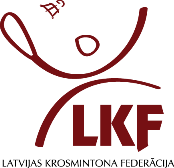 LKF
LATVIJAS KROSMINTONA FEDERĀCIJA